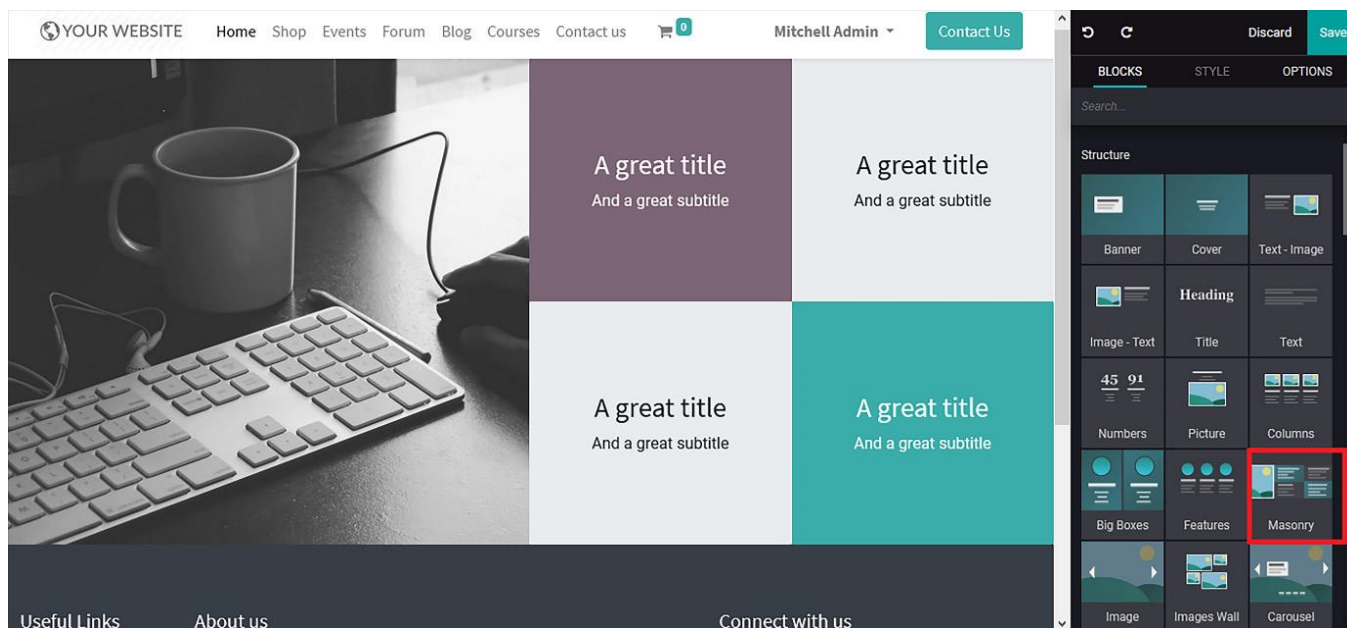 YOUR WEBSITE Home Shop Events Forum Blog Courses Contact us 0 Mitchell Admin Contact Us
Discard Save
BLOCKS STYLE OPTIONS
Search...
Structure
Banner Cover Text - Image
Heading
Image - Text Title Text
45 91
Numbers Picture Columns
Big Boxes Features Masonry
Image Images Wall Carousel
A great title
And a great subtitle
A great title
And a great subtitle
A great title
And a great subtitle
A great title
And a great subtitle
Useful Links About us Connect with us